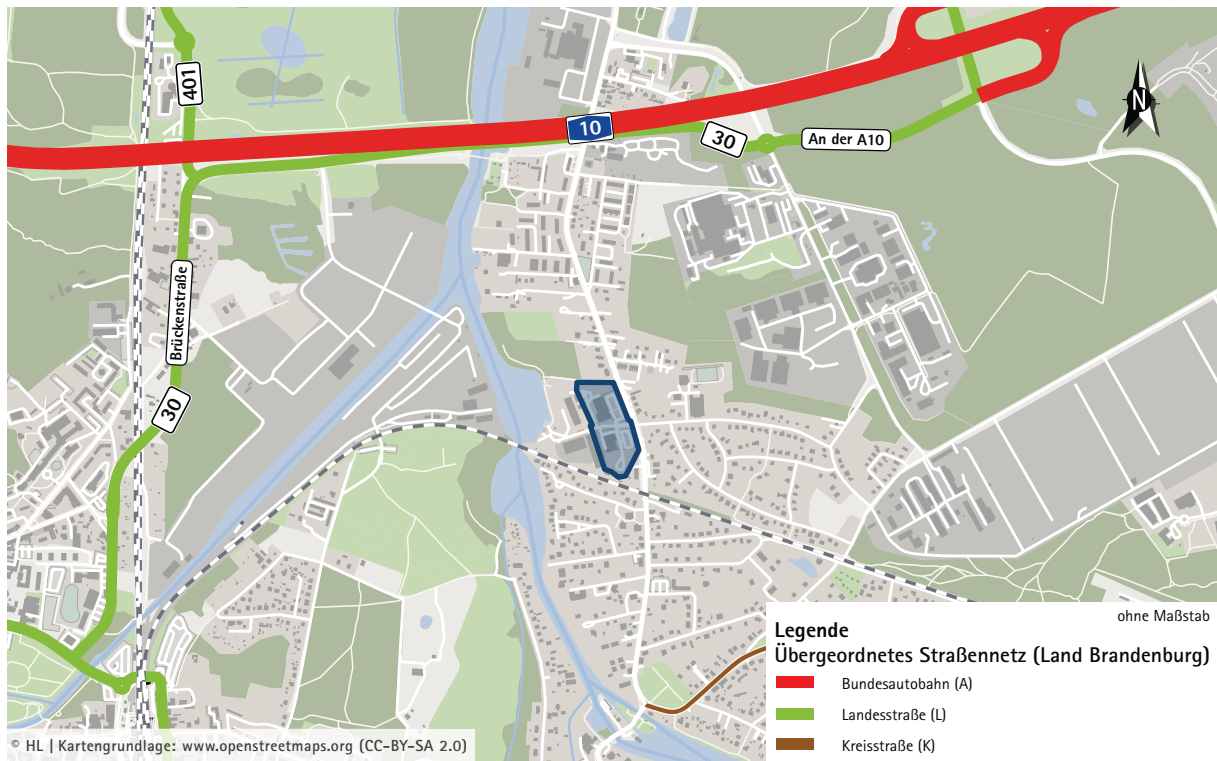 401
10
30
An der A10
N
Brückenstraße
30
ohne Maßstab
Legende
Übergeordnetes Straßennetz (Land Brandenburg)
Bundesautobahn (A)
Landesstraße (L)
Kreisstraße (K)
© HL | Kartengrundlage: www.openstreetmaps.org (CC-BY-SA 2.0)